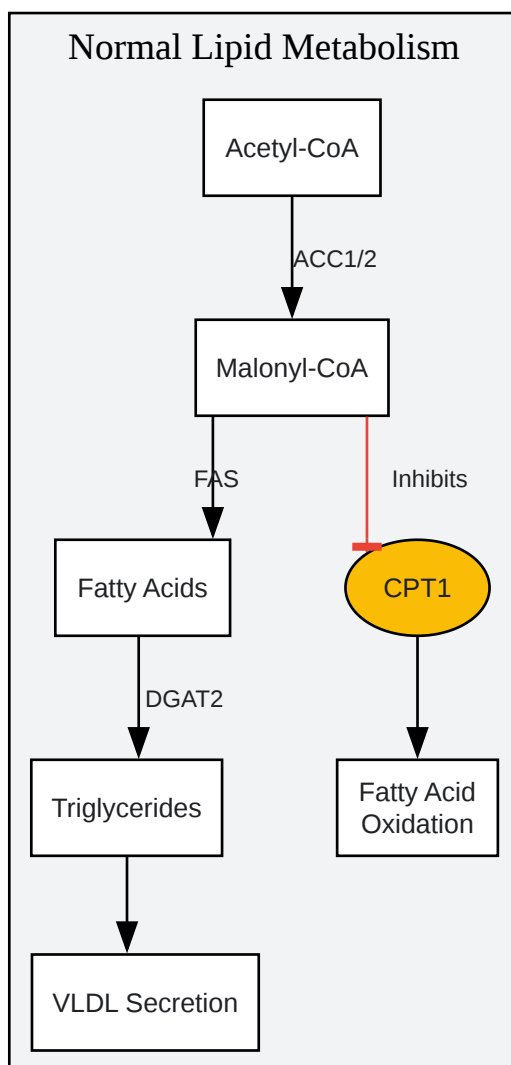 Normal Lipid Metabolism
Acetyl-CoA
ACC1/2
Malonyl-CoA
FAS
Inhibits
Fatty Acids
CPT1
DGAT2
Triglycerides
Fatty Acid
Oxidation
VLDL Secretion